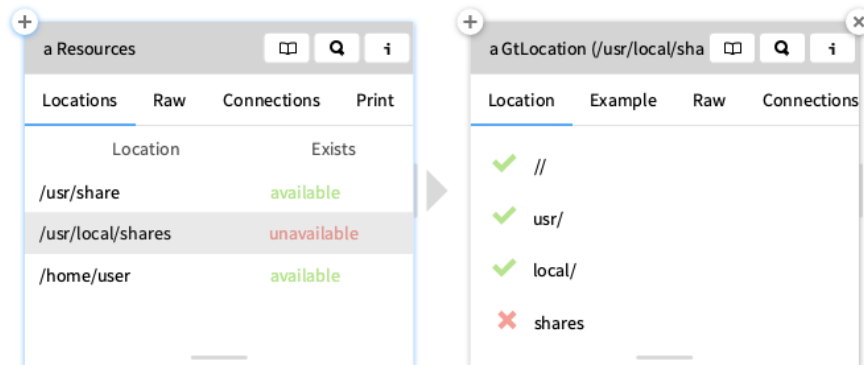 a Resources
i
Locations Raw Connections Print
Location Exists
/usr/share available
/usr/local/shares unavailable
/home/user available
a GtLocation (/usr/local/sha
i
Location Example Raw Connections
//
usr/
local/
shares